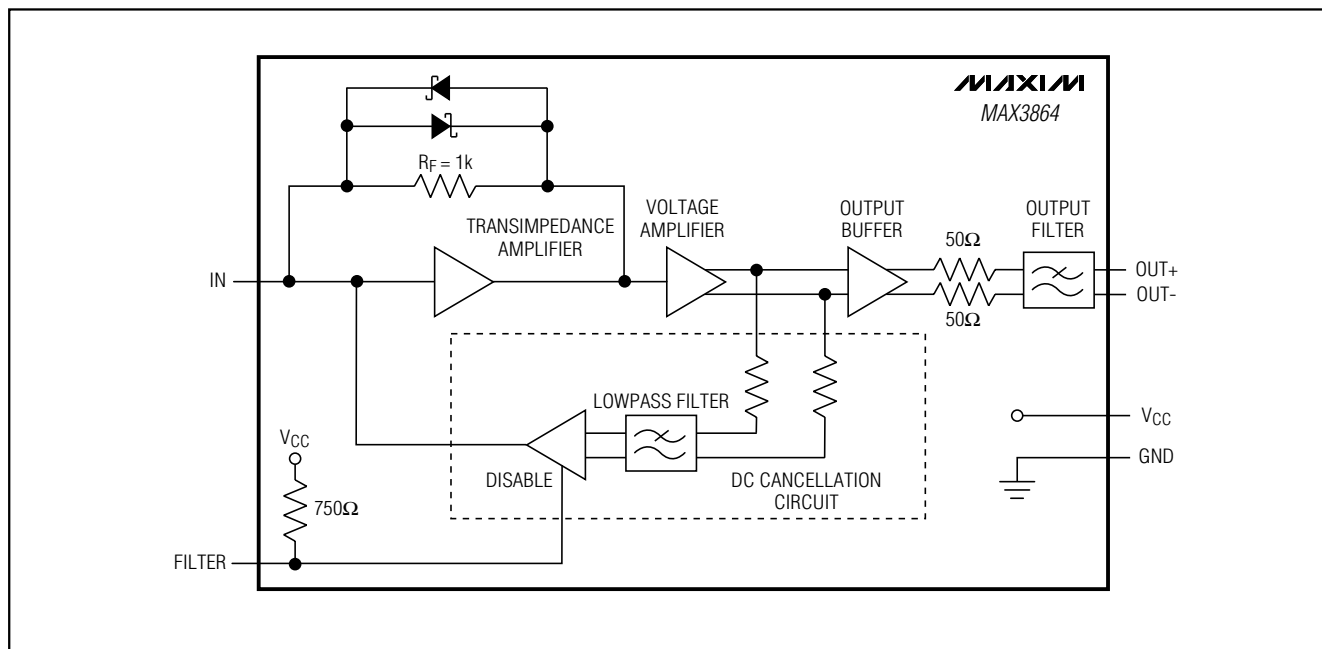 MAXIM
MAX3864
RF = 1k
TRANSIMPEDANCE
AMPLIFIER
VOLTAGE
AMPLIFIER
OUTPUT
BUFFER
50Ω
OUTPUT
FILTER
IN
OUT+
OUT-
50Ω
LOWPASS FILTER
VCC
VCC
GND
DISABLE
DC CANCELLATION
CIRCUIT
750Ω
FILTER